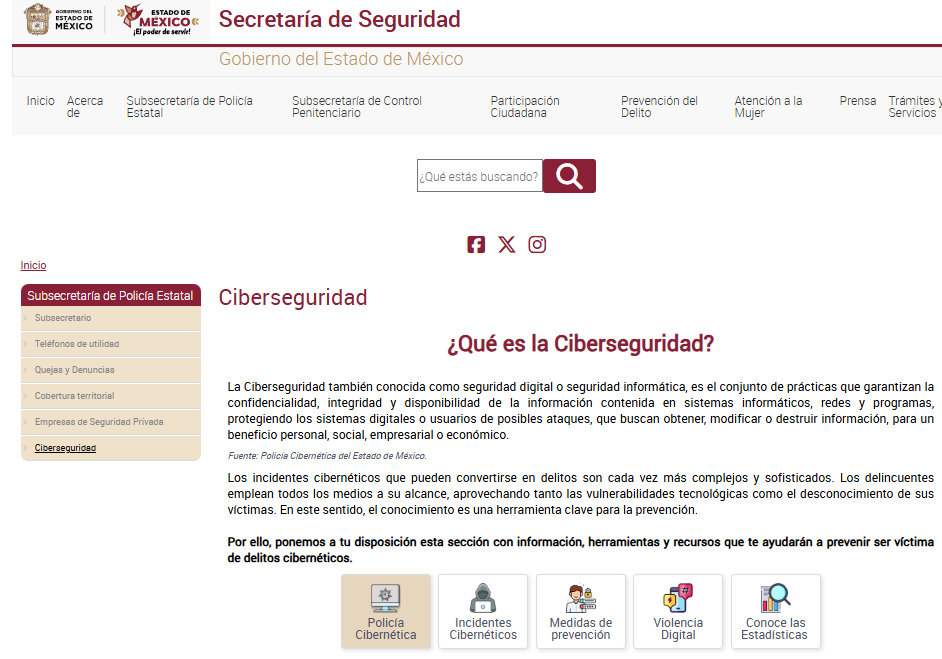 GOBIERNO DEL
ESTADO DE
MÉXICO
ESTADO DE
MÉXICO
¡El poder de servir!
Secretaría de Seguridad
Gobierno del Estado de México
Inicio
Acerca
de
Subsecretaría de Policía
Estatal
Subsecretaría de Control
Penitenciario
Participación
Ciudadana
Prevención del
Delito
Atención a la
Mujer
Prensa
Trámites y
Servicios
¿Qué estás buscando?
Inicio
Subsecretaría de Policía Estatal
Subsecretario
Teléfonos de utilidad
Quejas y Denuncias
Cobertura territorial
Empresas de Seguridad Privada
Ciberseguridad
Ciberseguridad
¿Qué es la Ciberseguridad?
La Ciberseguridad también conocida como seguridad digital o seguridad informática, es el conjunto de prácticas que garantizan la
confidencialidad, integridad y disponibilidad de la información contenida en sistemas informáticos, redes y programas,
protegiendo los sistemas digitales o usuarios de posibles ataques, que buscan obtener, modificar o destruir información, para un
beneficio personal, social, empresarial o económico.
Fuente: Policía Cibernética del Estado de México.
Los incidentes cibernéticos que pueden convertirse en delitos son cada vez más complejos y sofisticados. Los delincuentes
emplean todos los medios a su alcance, aprovechando tanto las vulnerabilidades tecnológicas como el desconocimiento de sus
víctimas. En este sentido, el conocimiento es una herramienta clave para la prevención.
Por ello, ponemos a tu disposición esta sección con información, herramientas y recursos que te ayudarán a prevenir ser víctima
de delitos cibernéticos.
Policía
Cibernética
Incidentes
Cibernéticos
Medidas de
prevención
Violencia
Digital
Conoce las
Estadísticas